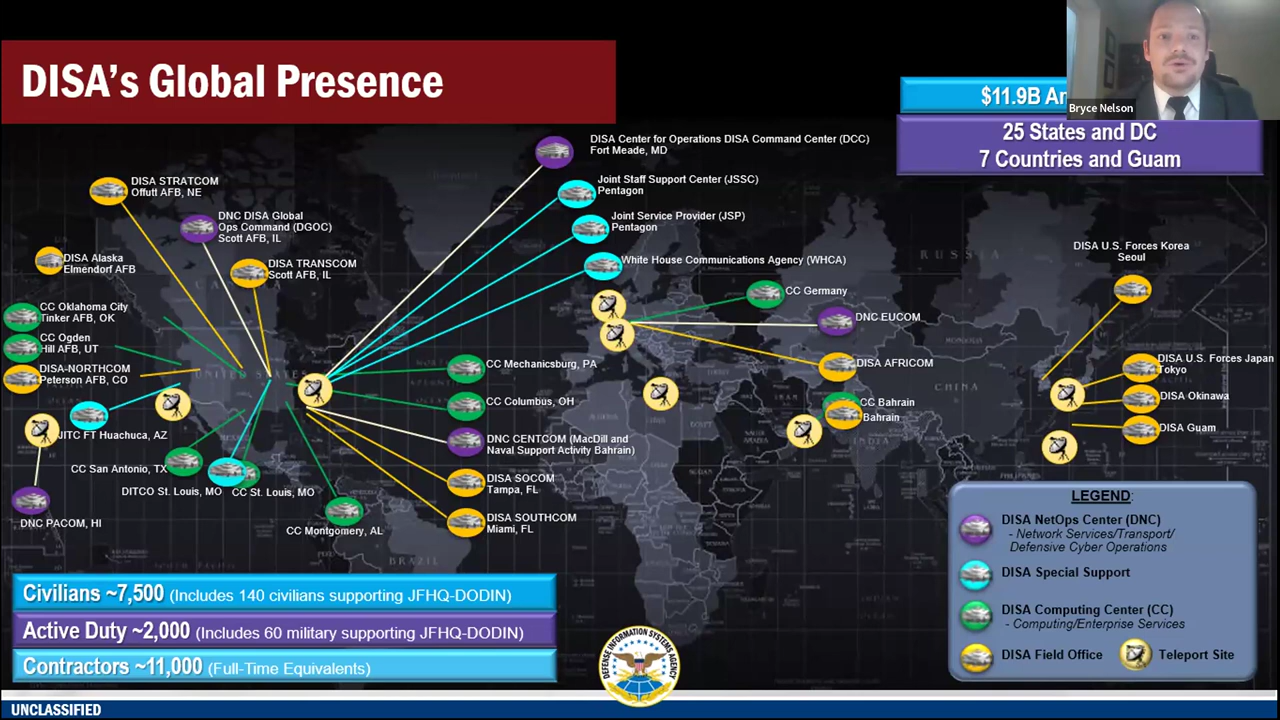 DISA's Global Presence
$11.9B
Bryce Nelson
25 States and DC
7 Countries and Guam
DISA Center for Operations DISA Command Center (DCC)
Fort Meade, MD
DISA STRATCOM
Offutt AFB, NE
Joint Staff Support Center (JSSC)
Pentagon
DNC DISA Global
Ops Command (DGOC)
Scott AFB, IL
Joint Service Provider (JSP)
Pentagon
DISA Alaska
Elmendorf AFB
DISA TRANSCOM
Scott AFB, IL
White House Communications Agency (WHCA)
DISA U.S. Forces Korea
Seoul
RUSSIA
CC Germany
CC Oklahoma City
Tinker AFB, OK
DNC EUCOM
CC Ogden
Hill AFB, UT
DISA-NORTHCOM
Peterson AFB, CO
UNITED STATES
CC Mechanicsburg, PA
DISA AFRICOM
CHINA
DISA U.S. Forces Japan
Tokyo
DISA Okinawa
CC Columbus, OH
CC Bahrain
Bahrain
DISA Guam
JITC FT Huachuca, AZ
MEXICO
INDIA
DNC CENTCOM (MacDill and
Naval Support Activity Bahrain)
CC San Antonio, TX
DITCO St. Louis, MO
CC St. Louis, MO
DISA SOCOM
Tampa, FL
DNC PACOM, HI
CC Montgomery, AL
DISA SOUTHCOM
Miami, FL
BRAZIL
LEGEND:
DISA NetOps Center (DNC)
- Network Services/Transport/
Defensive Cyber Operations
DISA Special Support
DISA Computing Center (CC)
- Computing/Enterprise Services
DISA Field Office
Teleport Site
Civilians ~7,500 (Includes 140 civilians supporting JFHQ-DODIN)
Active Duty ~2,000 (Includes 60 military supporting JFHQ-DODIN)
Contractors ~11,000 (Full-Time Equivalents)
DEFENSE INFORMATION SYSTEMS AGENCY
UNCLASSIFIED